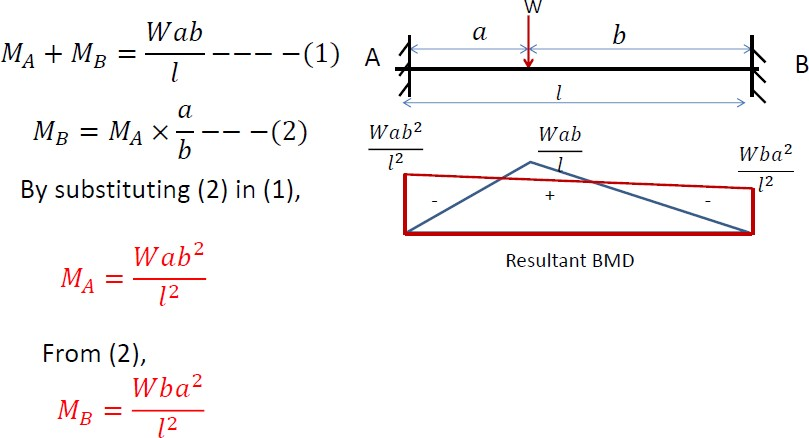 M_A + M_B = Wab/l ---- -(1)
M_B = M_A × a/b -- - -(2)
By substituting (2) in (1),
M_A = Wab²/l²
From (2),
M_B = Wba²/l²
W
a
b
A
B
l
Wab²/l²
Wab/l
Wba²/l²
-
+
-
Resultant BMD